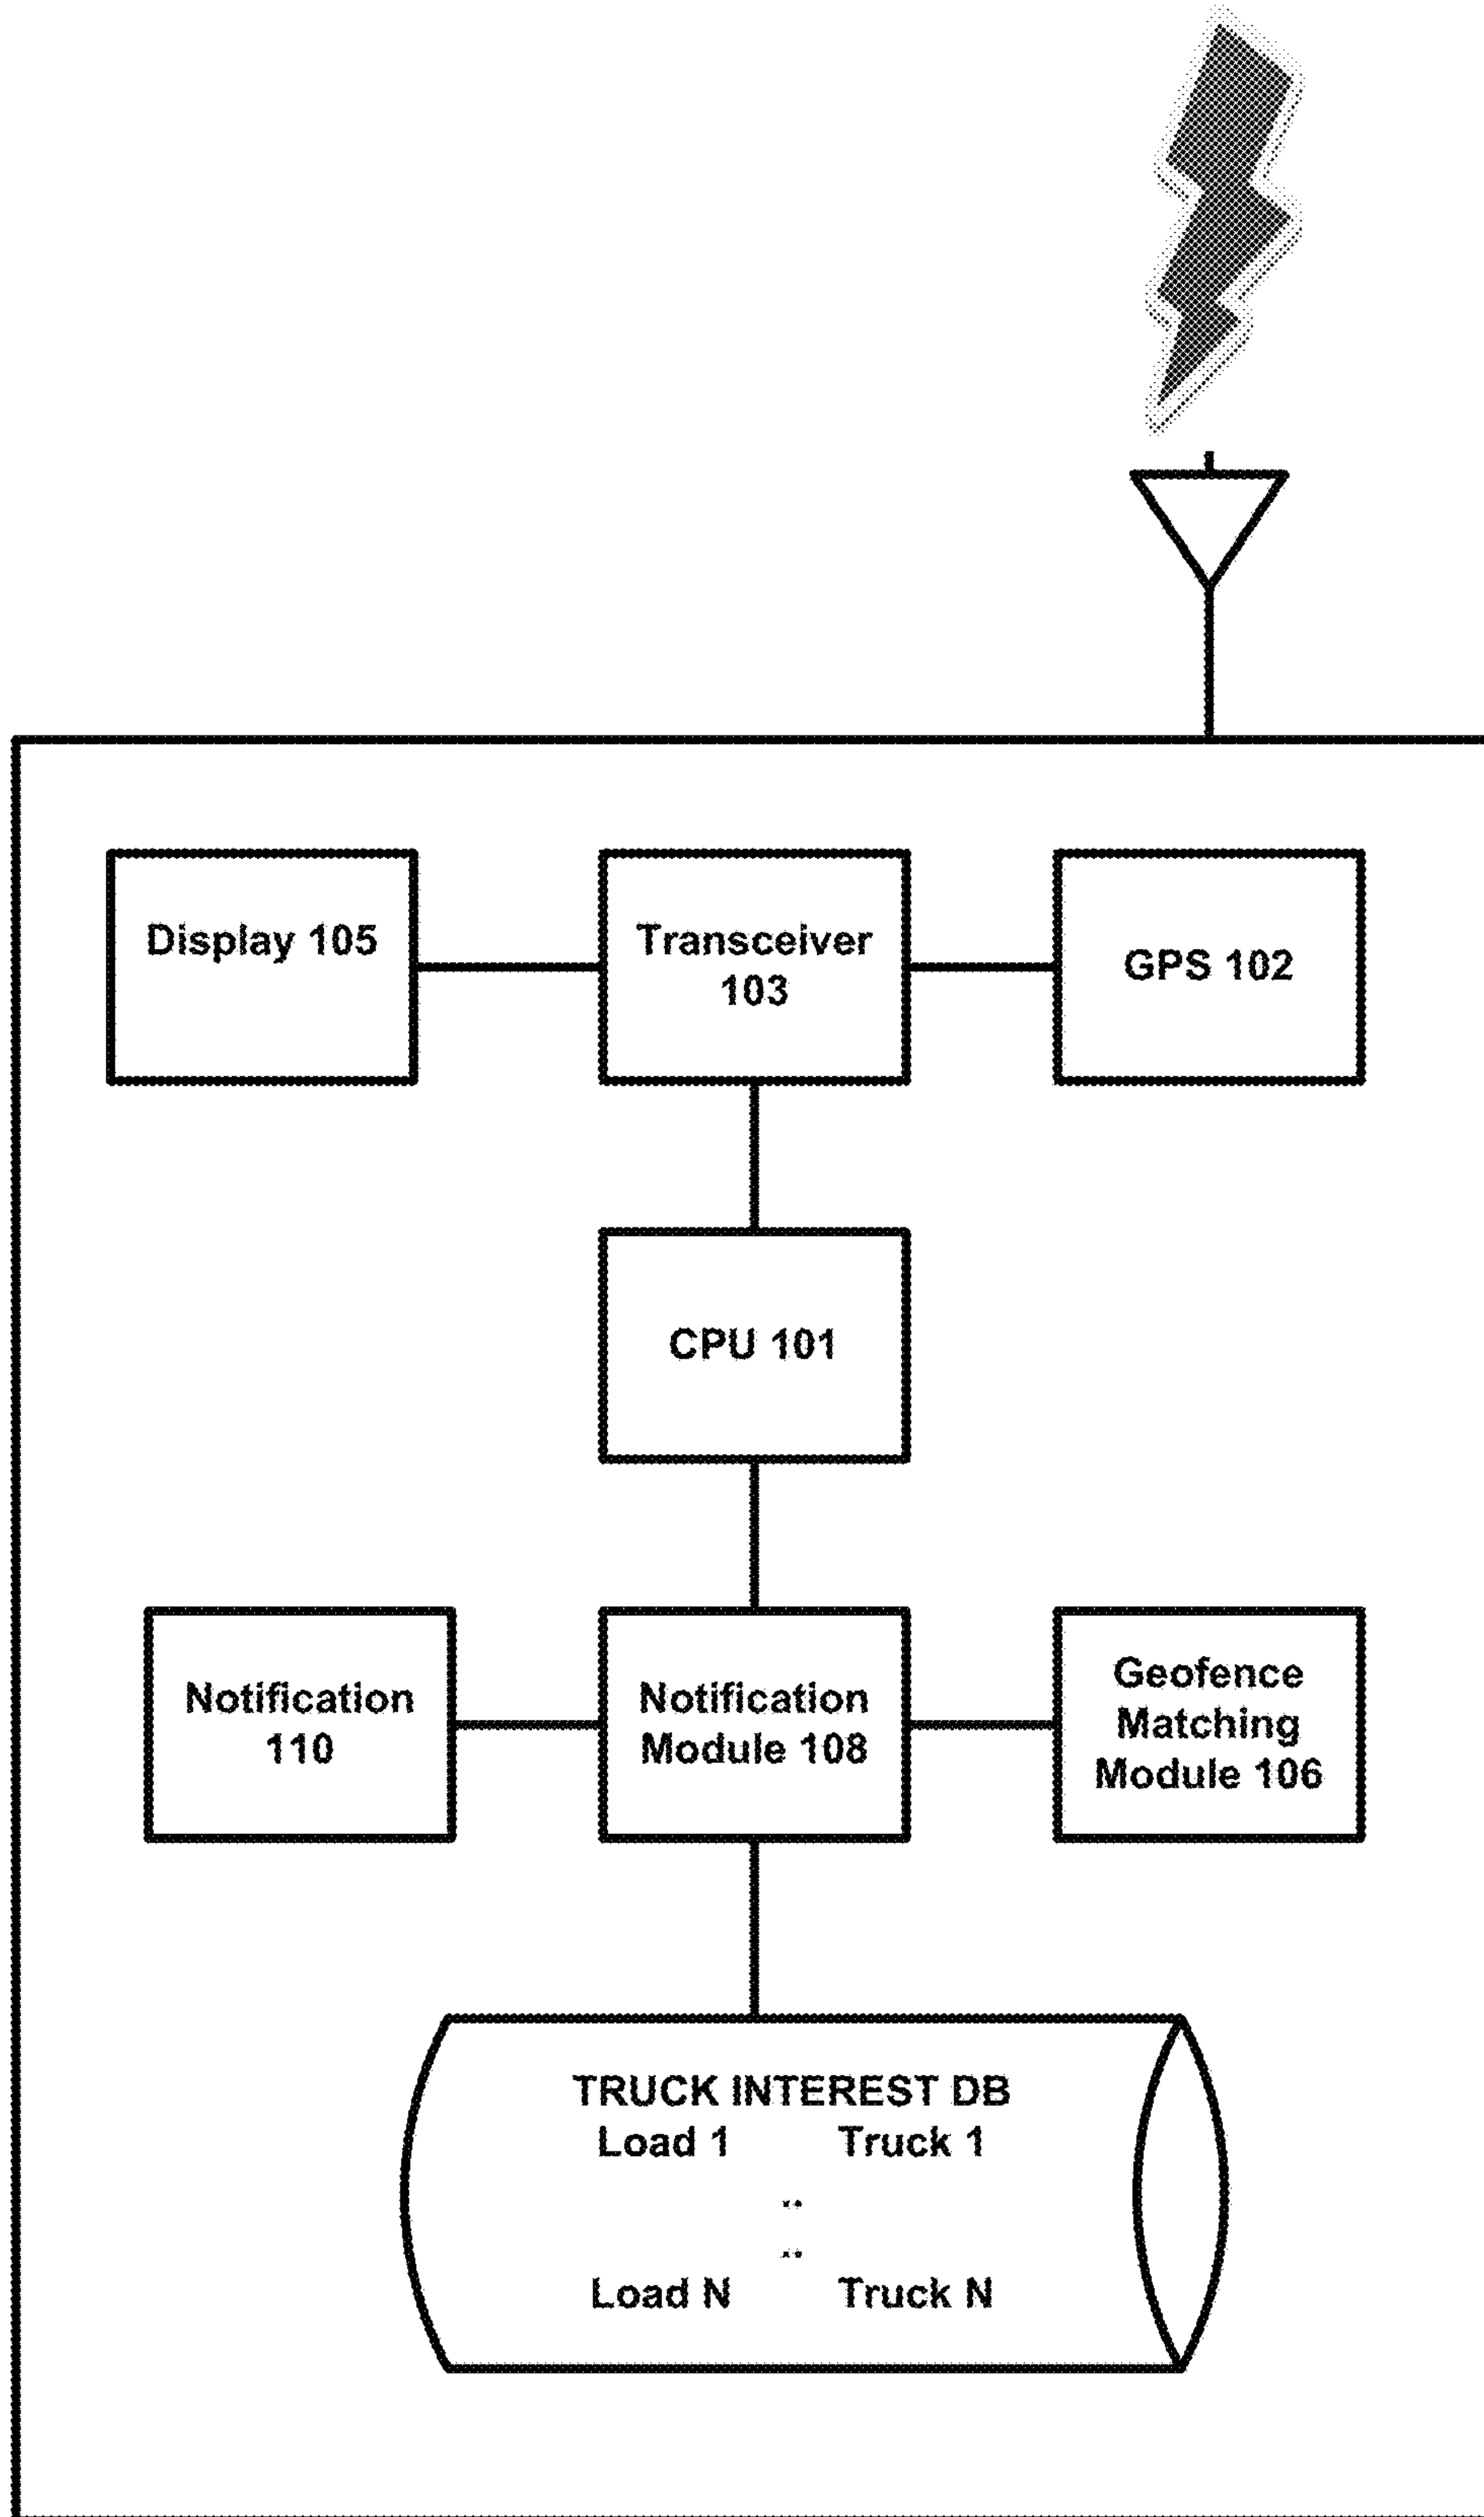 Display 105
Transceiver
103
GPS 102
CPU 101
Notification
110
Notification
Module 108
Geofence
Matching
Module 106
TRUCK INTEREST DB
Load 1 Truck 1
..
..
Load N Truck N